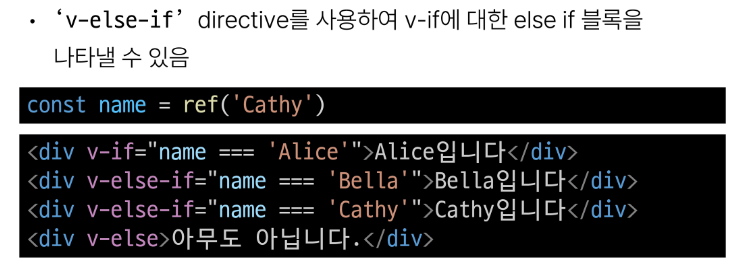 • ‘v-else-if’ directive를 사용하여 v-if에 대한 else if 블록을
나타낼 수 있음
const name = ref('Cathy')
<div v-if="name === 'Alice'">Alice입니다</div>
<div v-else-if="name === 'Bella'">Bella입니다</div>
<div v-else-if="name === 'Cathy'">Cathy입니다</div>
<div v-else>아무도 아닙니다.</div>